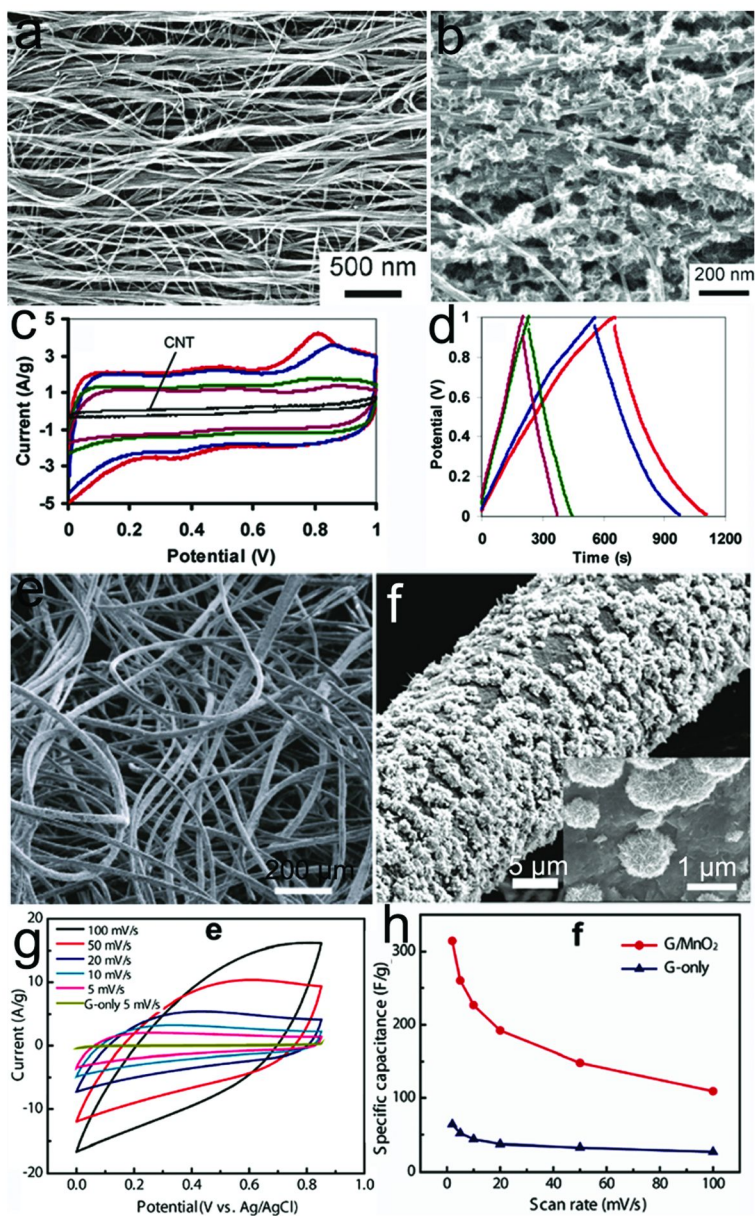 a
500 nm
b
200 nm
c
5
3
1
-1
-3
-5
CNT
Current (A/g)
0 0.2 0.4 0.6 0.8 1
Potential (V)
d
1
0.8
0.6
0.4
0.2
0
Potential (V)
0 300 600 900 1200
Time (s)
e
200 μm
f
5 μm
1 μm
g
e
20
10
0
-10
-20
100 mV/s
50 mV/s
20 mV/s
10 mV/s
5 mV/s
G-only 5 mV/s
Current (A/g)
0.0 0.2 0.4 0.6 0.8 1.0
Potential (V vs. Ag/AgCl)
h
f
G/MnO₂
G-only
300
250
200
150
100
50
0
Specific capacitance (F/g)
0 20 40 60 80 100
Scan rate (mV/s)